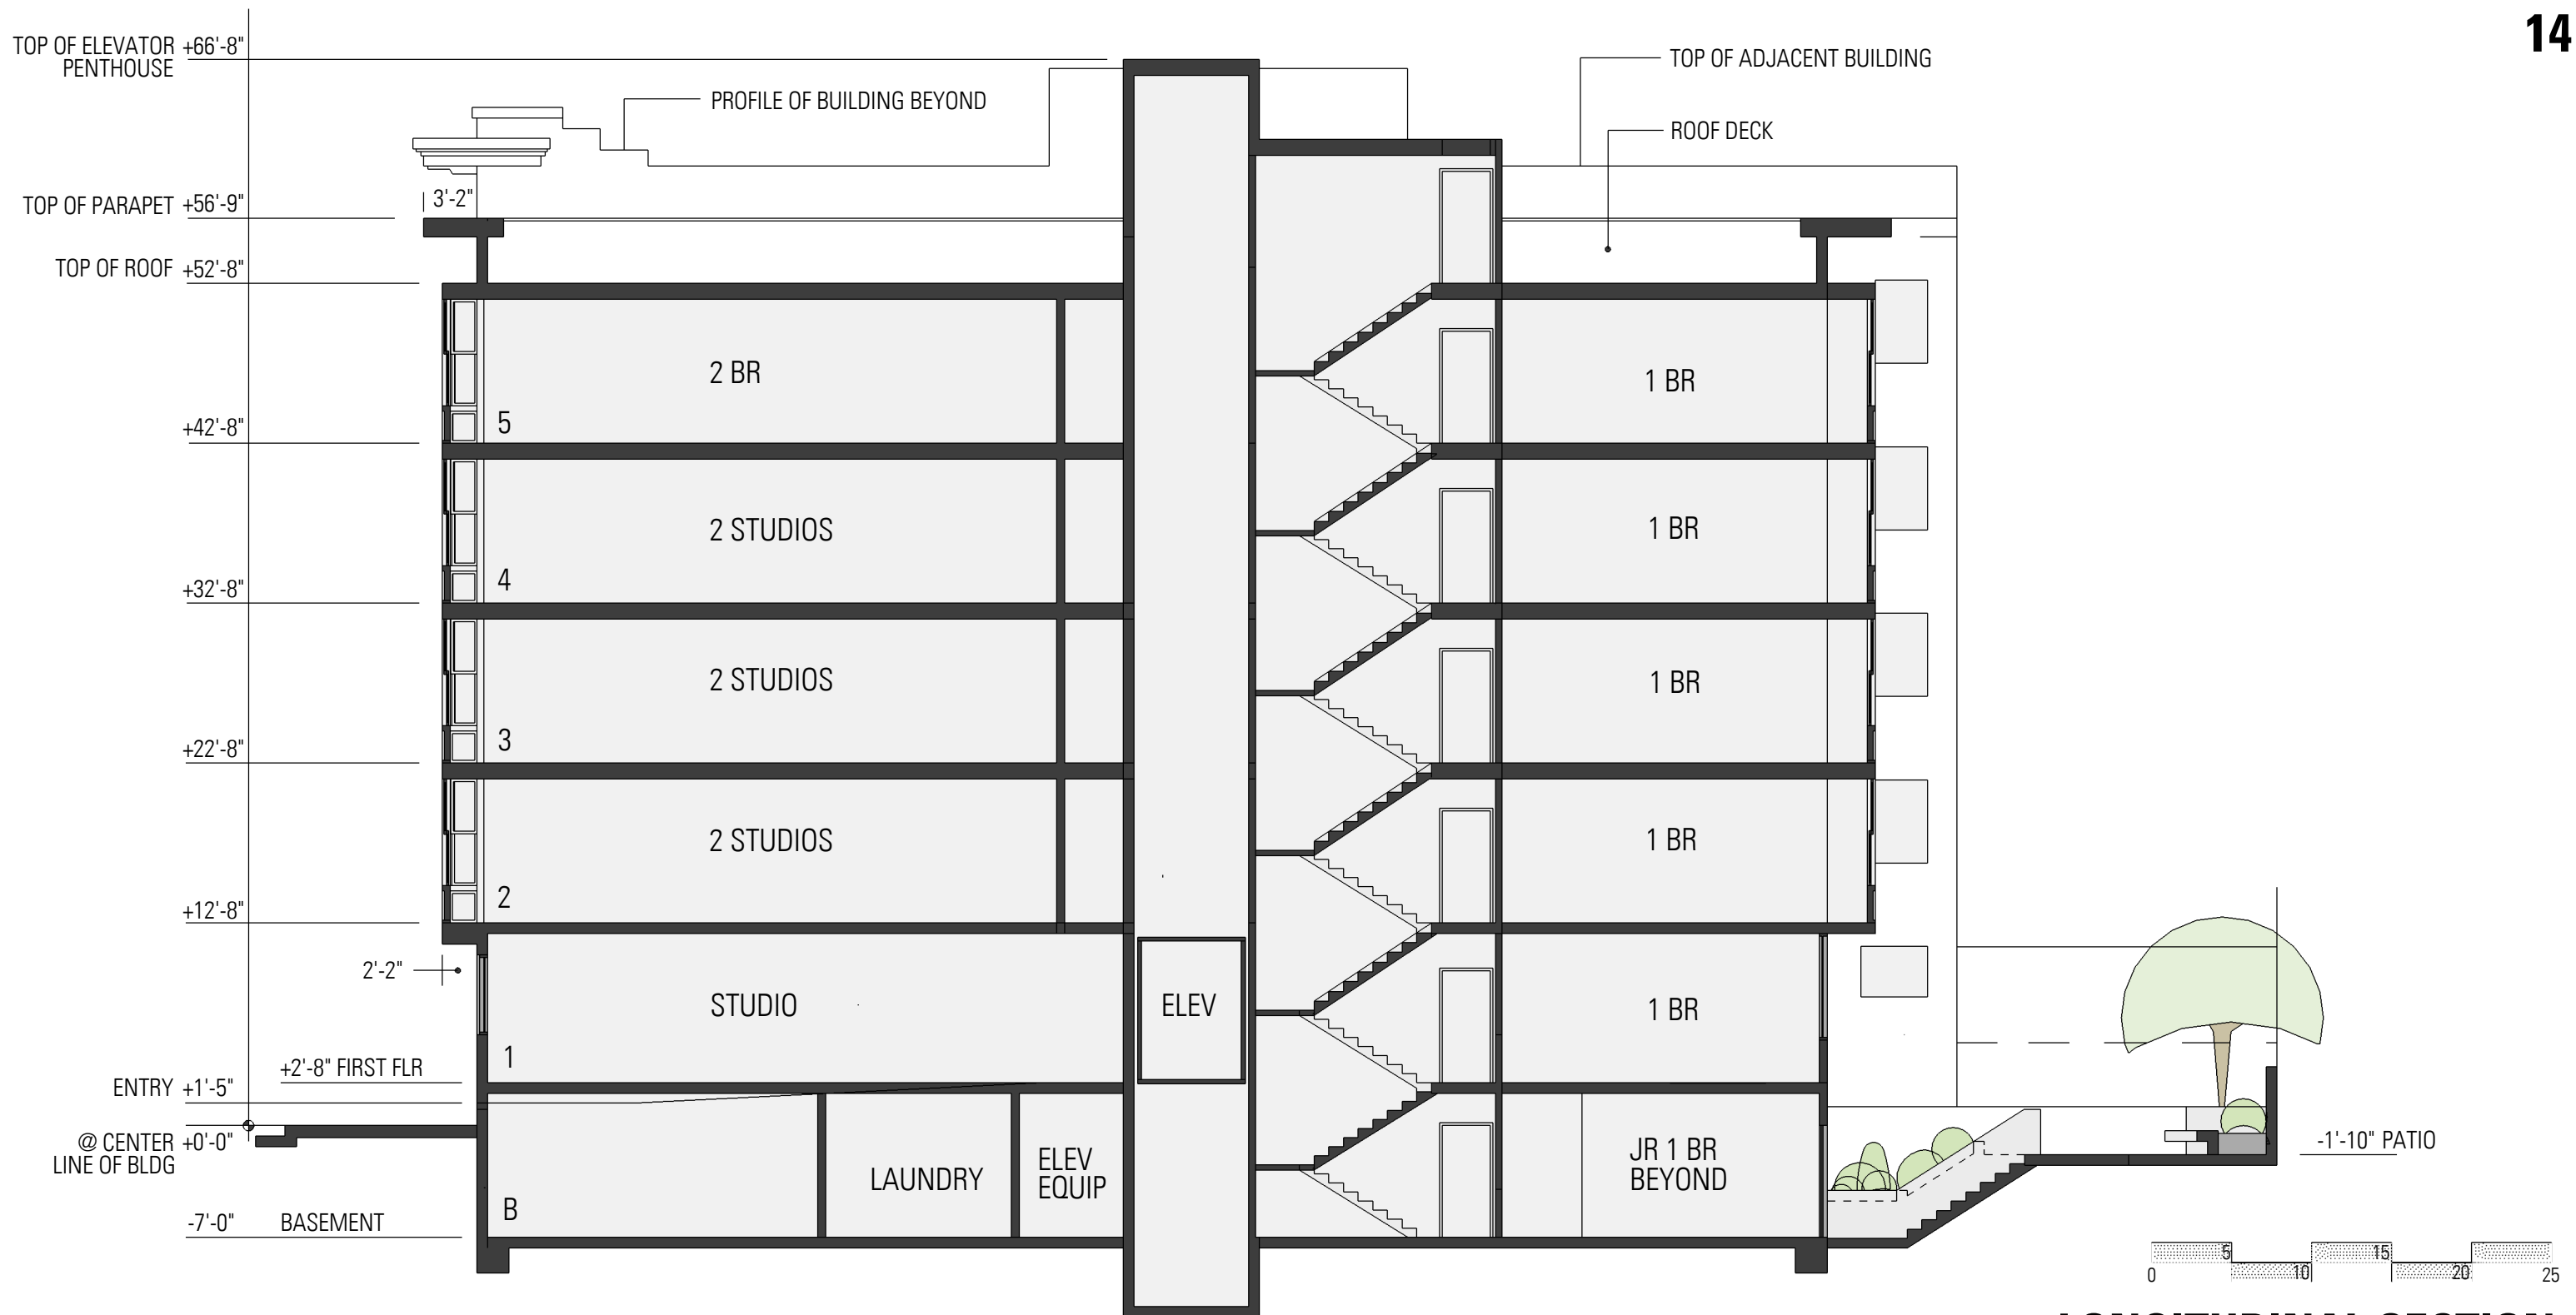 14
TOP OF ELEVATOR +66'-8"
PENTHOUSE
TOP OF ADJACENT BUILDING
PROFILE OF BUILDING BEYOND
ROOF DECK
3'-2"
TOP OF PARAPET +56'-9"
TOP OF ROOF +52'-8"
2 BR
1 BR
5
+42'-8"
2 STUDIOS
1 BR
4
+32'-8"
2 STUDIOS
1 BR
3
+22'-8"
2 STUDIOS
1 BR
2
+12'-8"
2'-2"
STUDIO
ELEV
1 BR
1
+2'-8" FIRST FLR
ENTRY +1'-5"
@ CENTER +0'-0"
LINE OF BLDG
LAUNDRY
ELEV
EQUIP
JR 1 BR
BEYOND
-1'-10" PATIO
B
-7'-0" BASEMENT
5 15
0 10 20 25
LONGITUDINAL SECTION